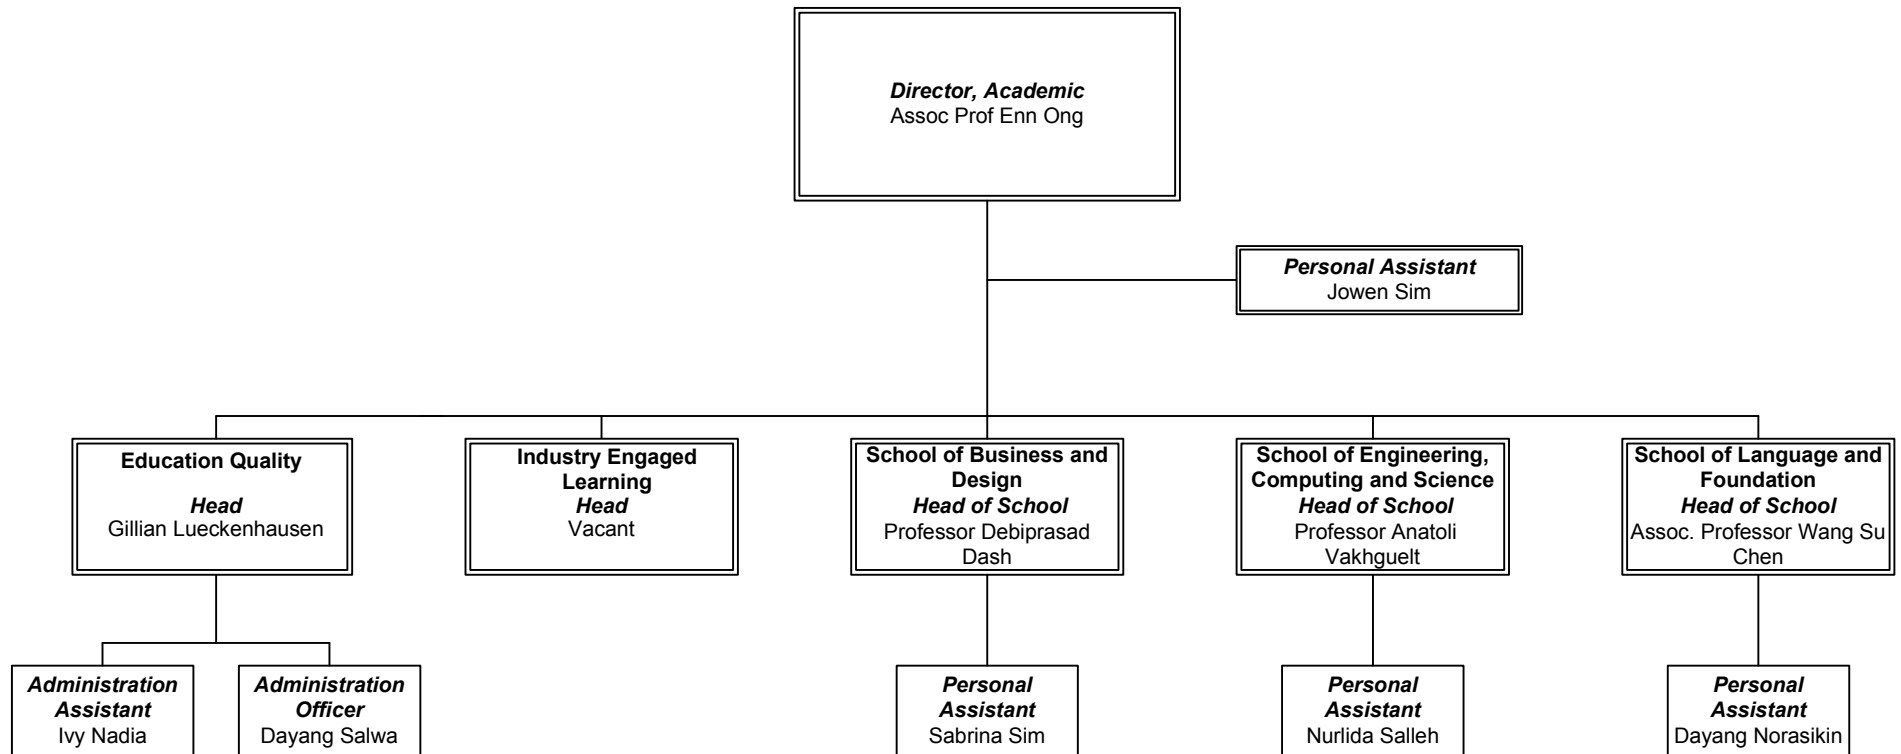 Director, Academic
Assoc Prof Enn Ong
Personal Assistant
Jowen Sim
Education Quality
Head
Gillian Lueckenhausen
Industry Engaged
Learning
Head
Vacant
School of Business and
Design
Head of School
Professor Debiprasad
Dash
School of Engineering,
Computing and Science
Head of School
Professor Anatoli
Vakhguelt
School of Language and
Foundation
Head of School
Assoc. Professor Wang Su
Chen
Administration
Assistant
Ivy Nadia
Administration
Officer
Dayang Salwa
Personal
Assistant
Sabrina Sim
Personal
Assistant
Nurlida Salleh
Personal
Assistant
Dayang Norasikin